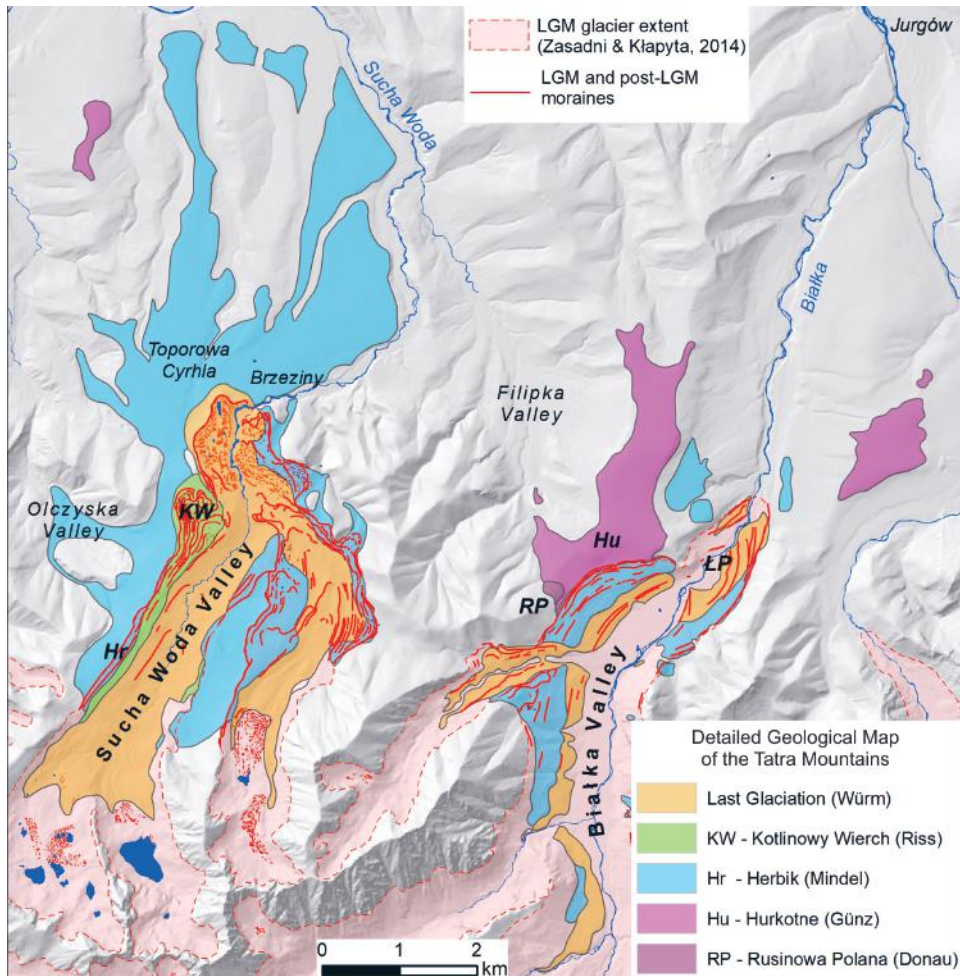 LGM glacier extent
(Zasadni & Kłapyta, 2014)
LGM and post-LGM
moraines
Jurgów
Sucha Woda
Białka
Toporowa
Cyrhla
Brzeziny
Filipka
Valley
Olczyska
Valley
KW
Hu
ŁP
RP
Hr
Sucha Woda Valley
Białka Valley
Detailed Geological Map
of the Tatra Mountains
Last Glaciation (Würm)
KW - Kotlinowy Wierch (Riss)
Hr - Herbik (Mindel)
Hu - Hurkotne (Günz)
RP - Rusinowa Polana (Donau)
0 1 2
km